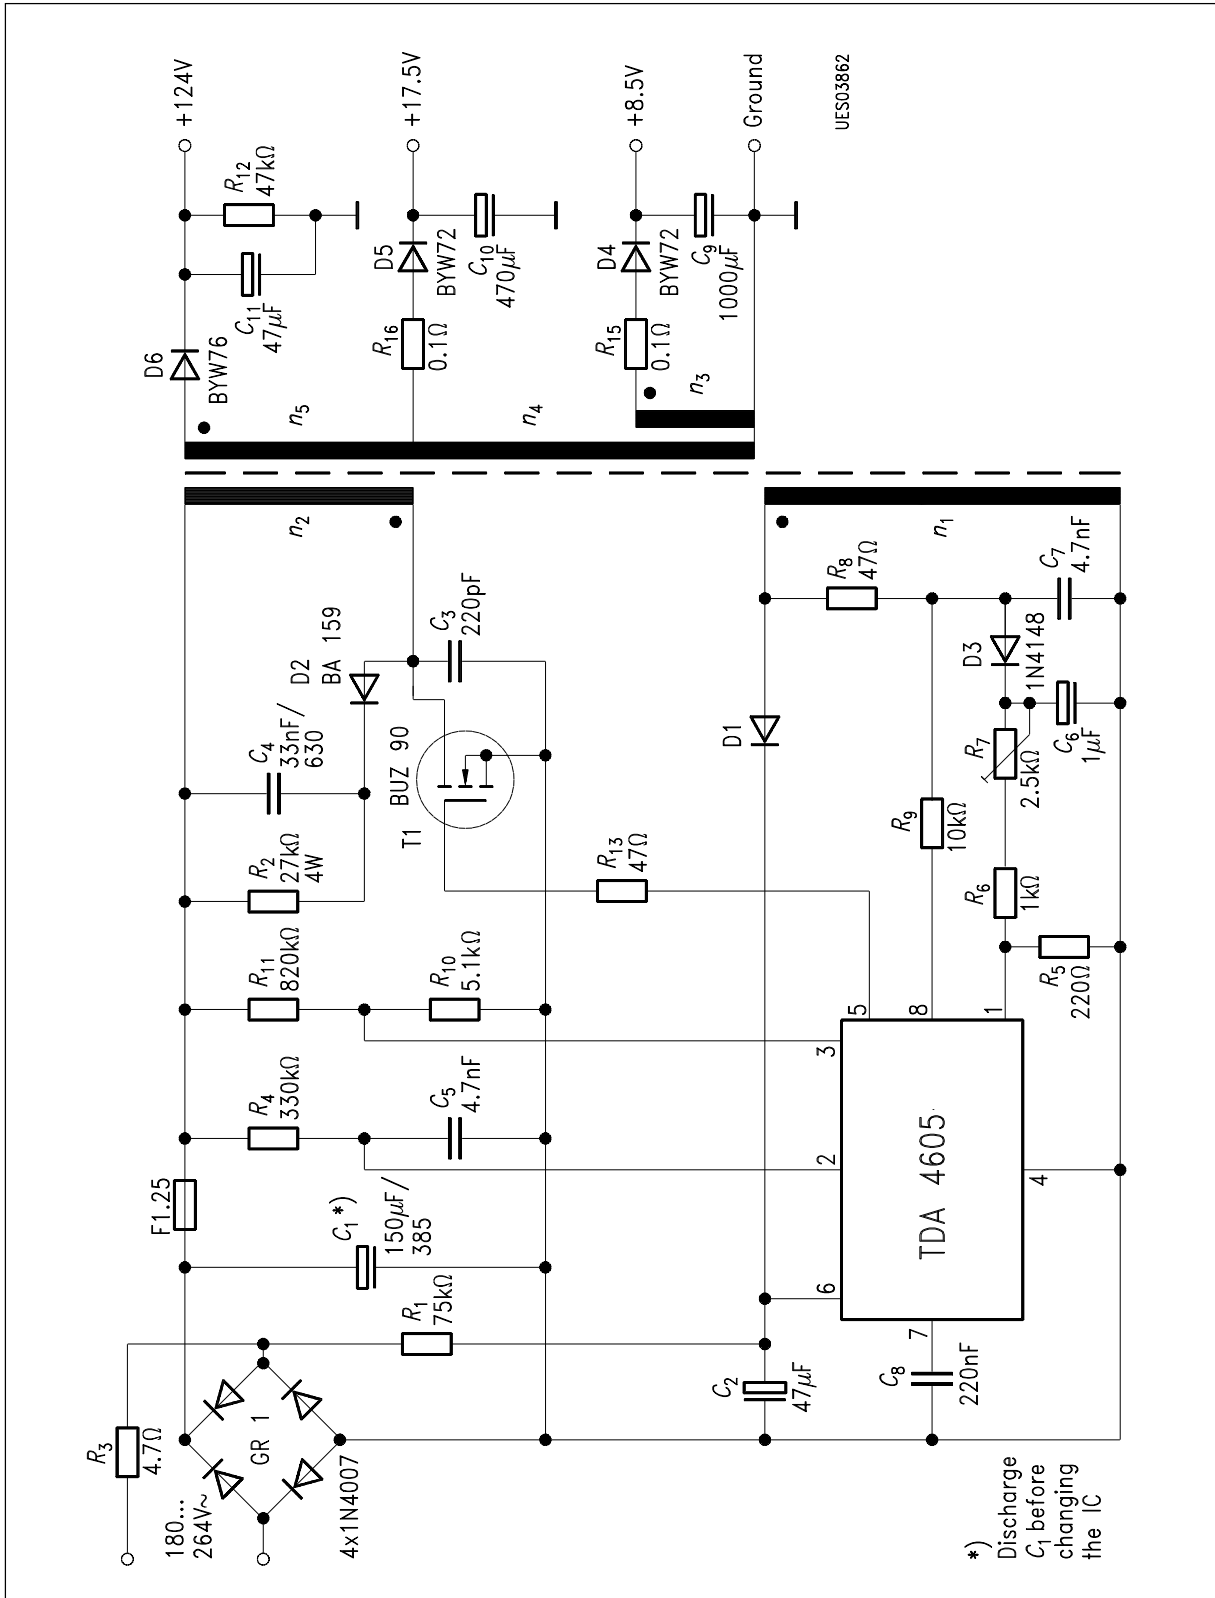 R3
4.7Ω
180...
264V~
GR 1
4x1N4007
F1.25
C1 *)
150µF/
385
R1
75kΩ
R4
330kΩ
C5
4.7nF
R11
820kΩ
R10
5.1kΩ
R2
27kΩ
4W
C4
33nF/
630
D2
BA 159
T1
BUZ 90
C3
220pF
n2
D6
BYW76
n5
C11
47µF
R12
47kΩ
+124V
R16
0.1Ω
D5
BYW72
C10
470µF
+17.5V
n4
R15
0.1Ω
D4
BYW72
C9
1000µF
+8.5V
n3
Ground
UES03862
R13
47Ω
D1
R8
47Ω
n1
C7
4.7nF
D3
1N4148
C6
1µF
R7
2.5kΩ
R9
10kΩ
R6
1kΩ
R5
220Ω
C2
47µF
C8
220nF
TDA 4605
6
2
3
5
8
1
7
4
*)
Discharge
C1 before
changing
the IC